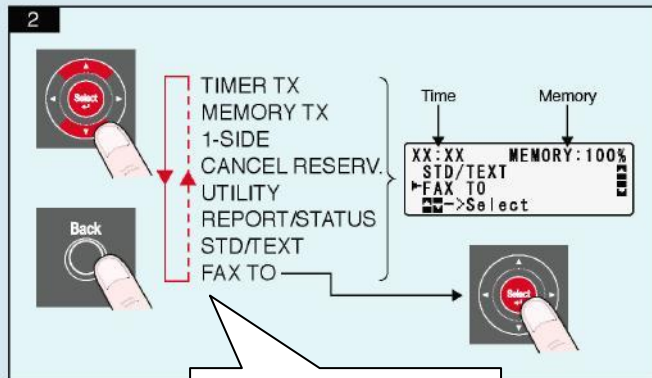 2
Select
Back
TIMER TX
MEMORY TX
1-SIDE
CANCEL RESERV.
UTILITY
REPORT/STATUS
STD/TEXT
FAX TO
Time
Memory
XX:XX MEMORY:100%
STD/TEXT
FAX TO
->Select
Select